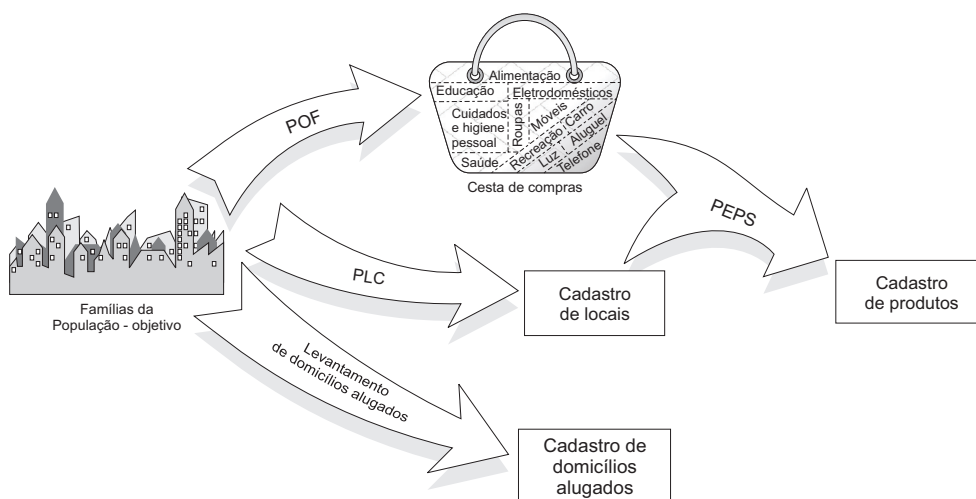 Alimentação
Educação
Eletrodomésticos
Cuidados
e higiene
pessoal
Roupas
Móveis
Carro
Recreação
Aluguel
Saúde
Luz
Telefone
Cesta de compras
POF
PEPS
PLC
Famílias da
População - objetivo
Cadastro
de locais
Cadastro
de produtos
Levantamento
de domicílios alugados
Cadastro de
domicílios
alugados